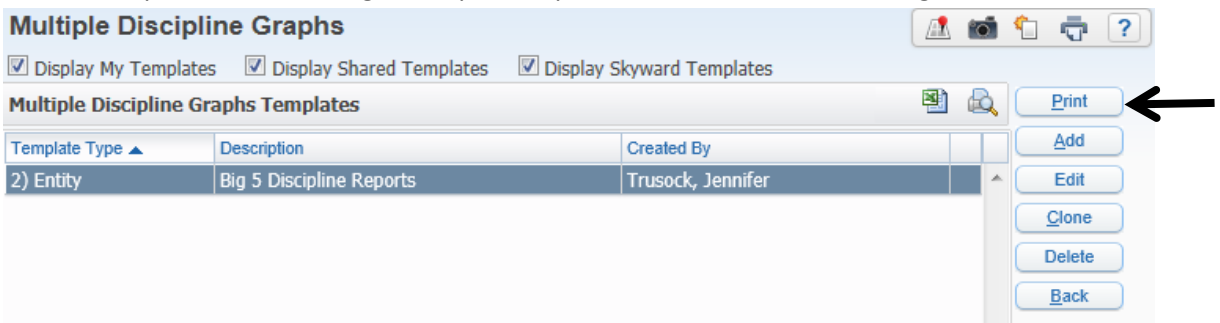 Multiple Discipline Graphs
?
Display My Templates Display Shared Templates Display Skyward Templates
Multiple Discipline Graphs Templates
Print
Template Type Description Created By
Add
2) Entity Big 5 Discipline Reports Trusock, Jennifer
Edit
Clone
Delete
Back